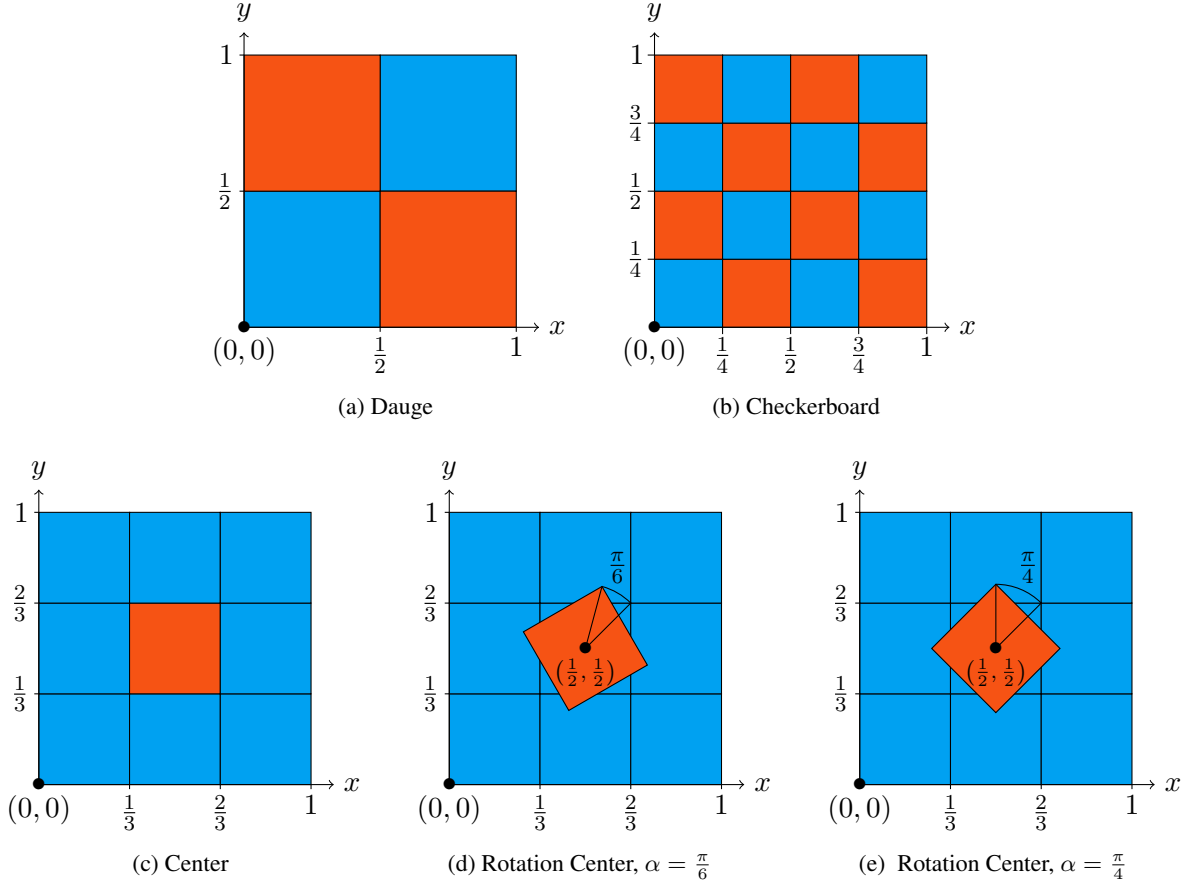 y
1
1/2
(0, 0)
1/2
1
x
(a) Dauge
y
1
3/4
1/2
1/4
(0, 0)
1/4
1/2
3/4
1
x
(b) Checkerboard
y
1
2/3
1/3
(0, 0)
1/3
2/3
1
x
(c) Center
y
π/6
(1/2, 1/2)
(0, 0)
1/3
2/3
1
x
1
2/3
1/3
(d) Rotation Center, α = π/6
y
π/4
(1/2, 1/2)
(0, 0)
1/3
2/3
1
x
1
2/3
1/3
(e) Rotation Center, α = π/4